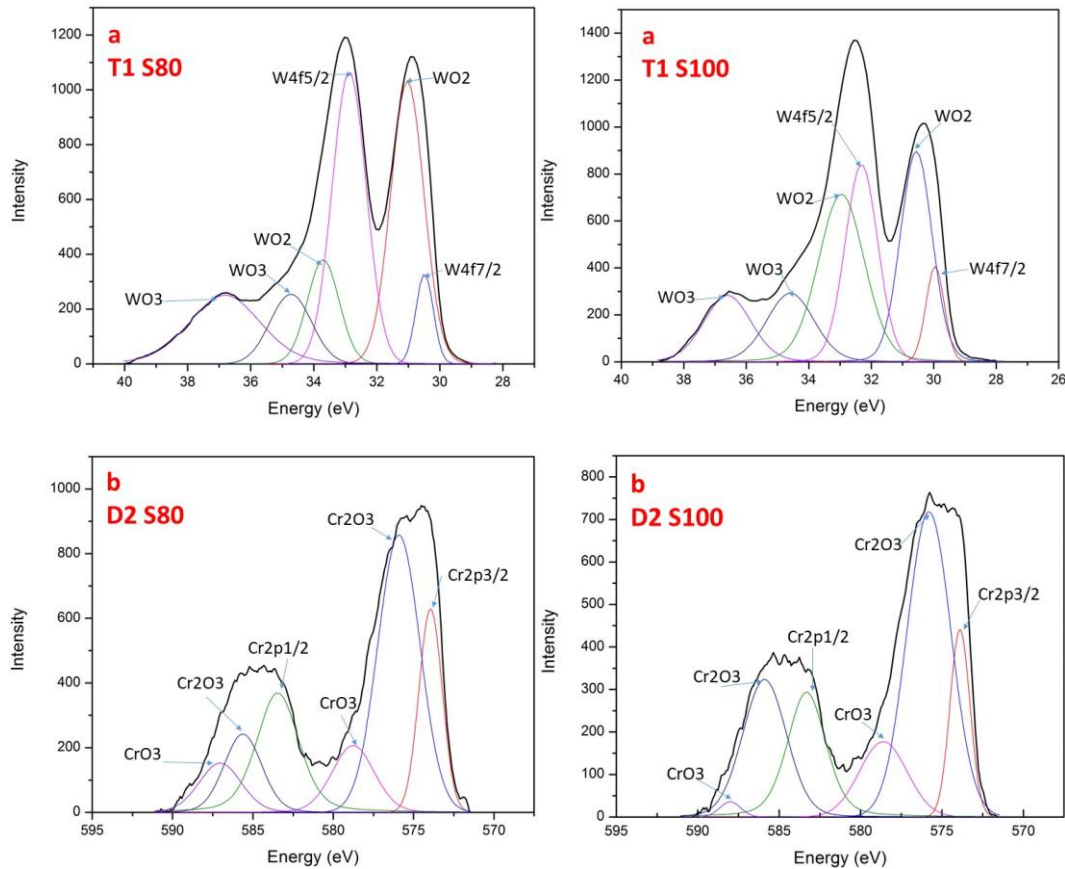 a
T1 S80
1200
1000
800
600
400
200
0
Intensity
W4f5/2
WO2
WO2
WO3
WO3
W4f7/2
40
38
36
34
33
32
31
30
28
Energy (eV)
a
T1 S100
1400
1200
1000
800
600
400
200
0
Intensity
W4f5/2
WO2
WO2
WO3
WO3
W4f7/2
40
38
36
34
33
32
31
30
28
26
Energy (eV)
b
D2 S80
1000
800
600
400
200
0
Intensity
Cr2O3
Cr2p3/2
Cr2p1/2
Cr2O3
CrO3
CrO3
595
590
585
580
575
570
Energy (eV)
b
D2 S100
800
700
600
500
400
300
200
100
0
Intensity
Cr2O3
Cr2p3/2
Cr2p1/2
Cr2O3
CrO3
CrO3
595
590
585
580
575
570
Energy (eV)